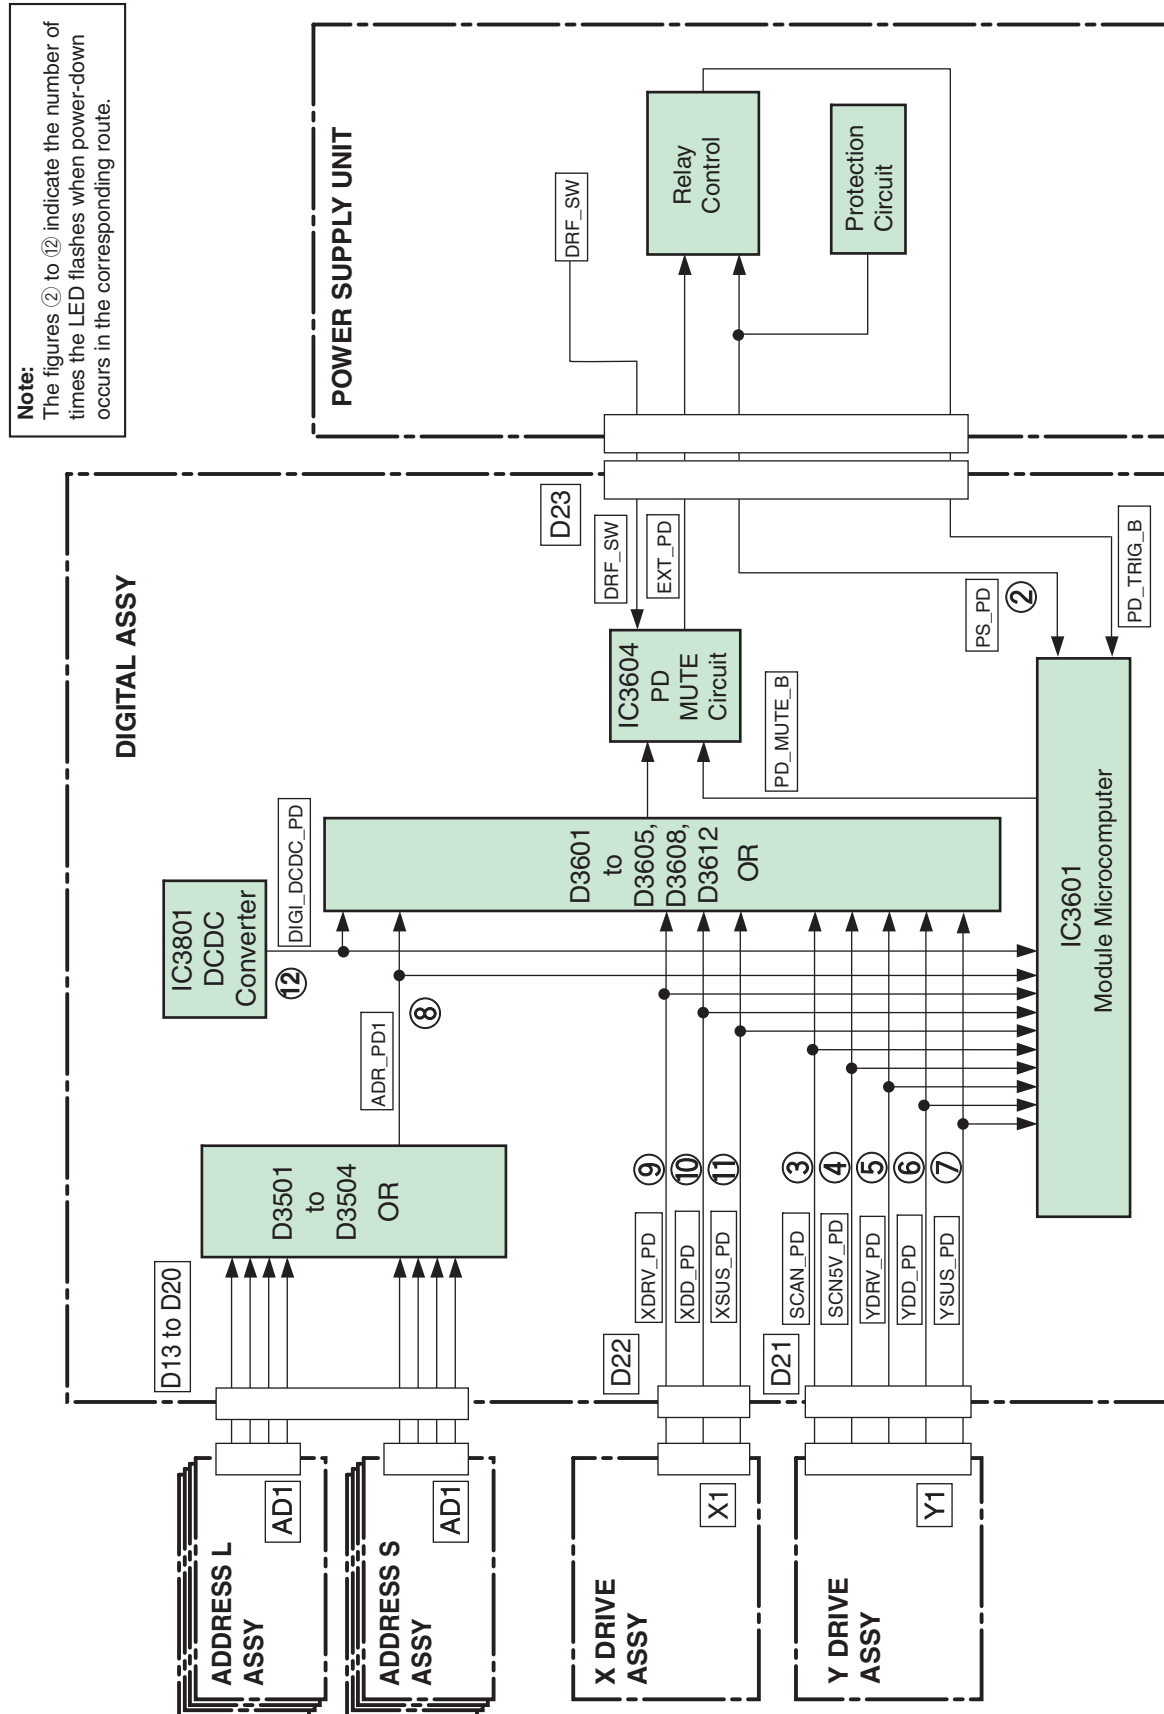 Note:
The figures ② to ⑫ indicate the number of
times the LED flashes when power-down
occurs in the corresponding route.
POWER SUPPLY UNIT
DRF_SW
Relay
Control
Protection
Circuit
DIGITAL ASSY
D23
DRF_SW
EXT_PD
PS_PD
②
PD_TRIG_B
IC3604
PD
MUTE
Circuit
PD_MUTE_B
IC3801
DCDC
Converter
⑫
DIGI_DCDC_PD
D3601
to
D3605,
D3608,
D3612
OR
IC3601
Module Microcomputer
ADR_PD1
⑧
D3501
to
D3504
OR
D13 to D20
⑨
⑩
⑪
XDRV_PD
XDD_PD
XSUS_PD
③
④
⑤
⑥
⑦
SCAN_PD
SCN5V_PD
YDRV_PD
YDD_PD
YSUS_PD
D22
D21
ADDRESS L
ASSY
AD1
ADDRESS S
ASSY
AD1
X DRIVE
ASSY
X1
Y DRIVE
ASSY
Y1